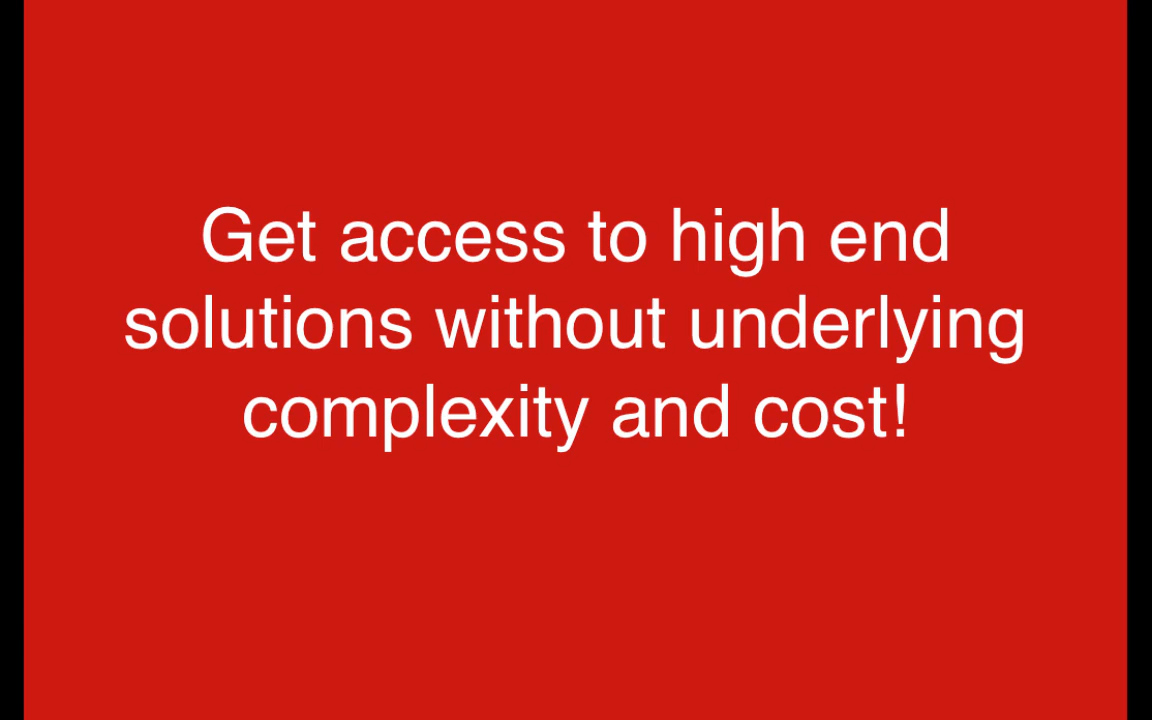 Get access to high end
solutions without underlying
complexity and cost!